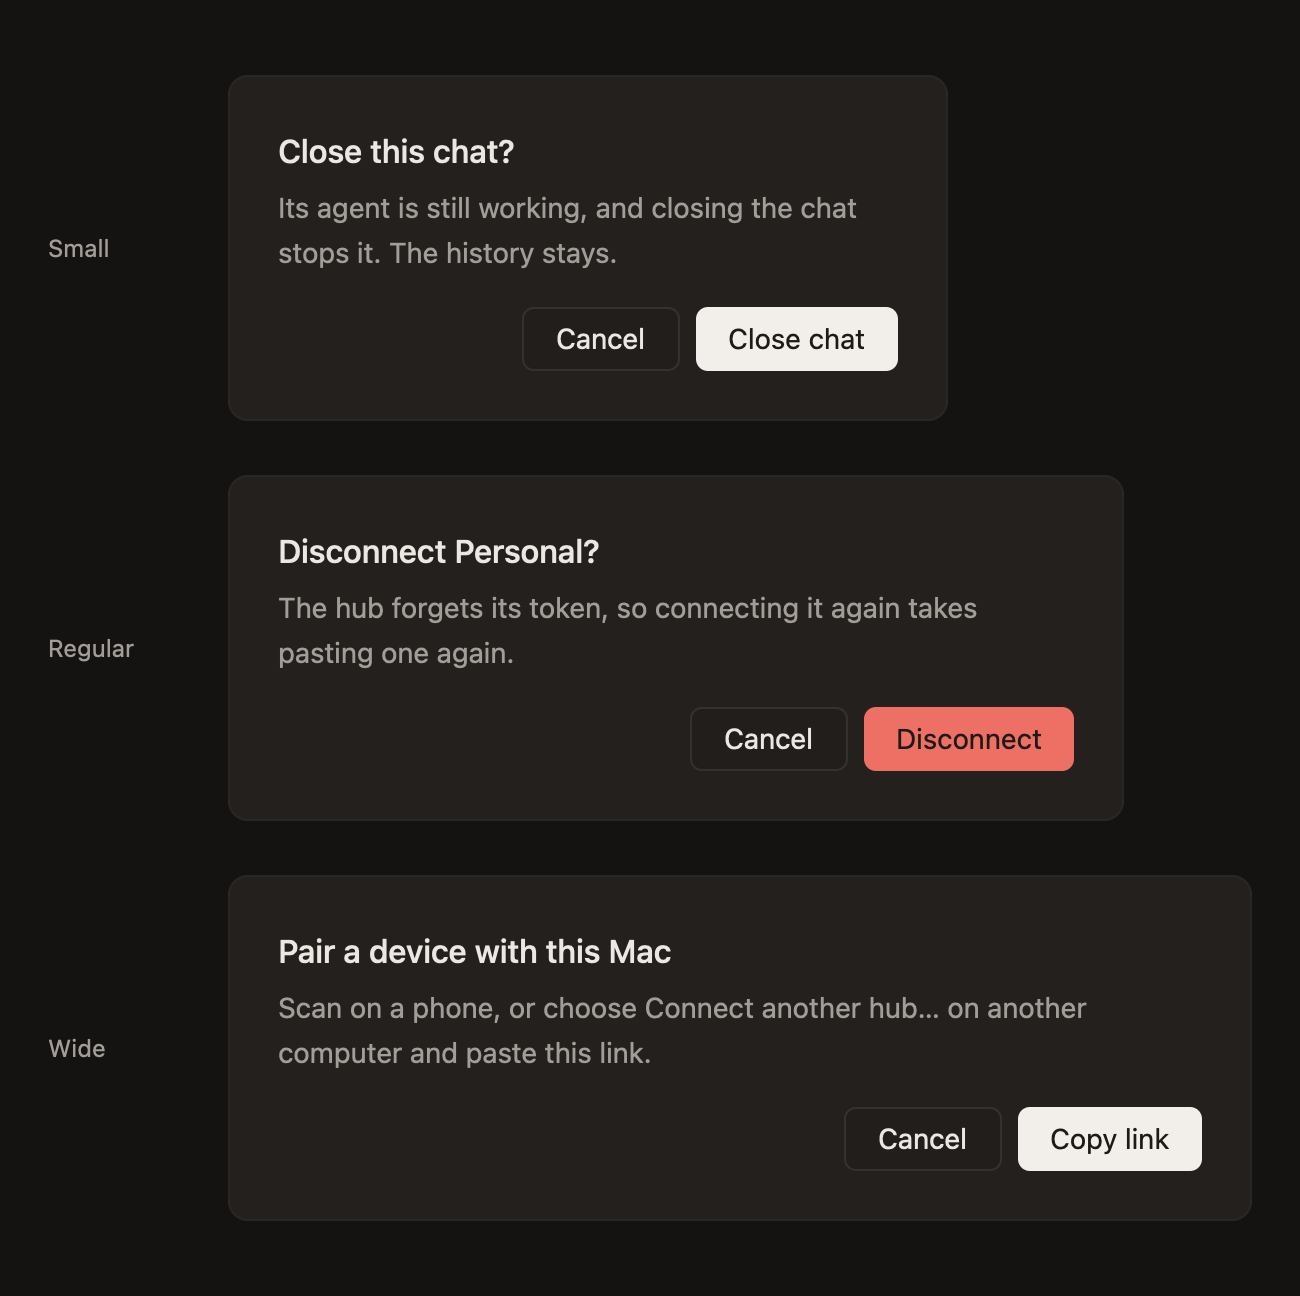 Close this chat?
Its agent is still working, and closing the chat
stops it. The history stays.
Small
Cancel
Close chat
Disconnect Personal?
The hub forgets its token, so connecting it again takes
pasting one again.
Regular
Cancel
Disconnect
Pair a device with this Mac
Scan on a phone, or choose Connect another hub... on another
computer and paste this link.
Wide
Cancel
Copy link